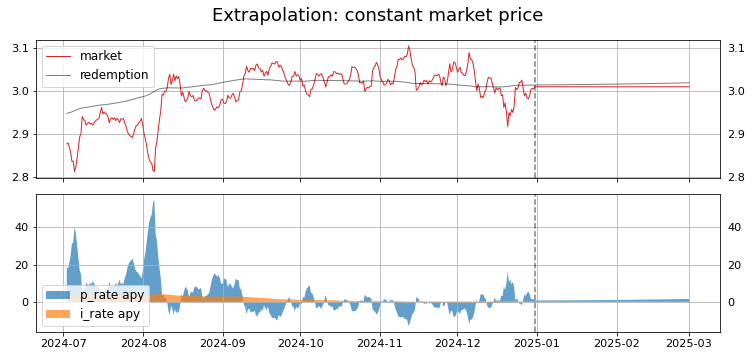 Extrapolation: constant market price
3.1 3.1
market
redemption
3.0 3.0
2.9 2.9
2.8 2.8
40 40
20 20
p_rate apy
0 0
i_rate apy
2024-07 2024-08 2024-09 2024-10 2024-11 2024-12 2025-01 2025-02 2025-03